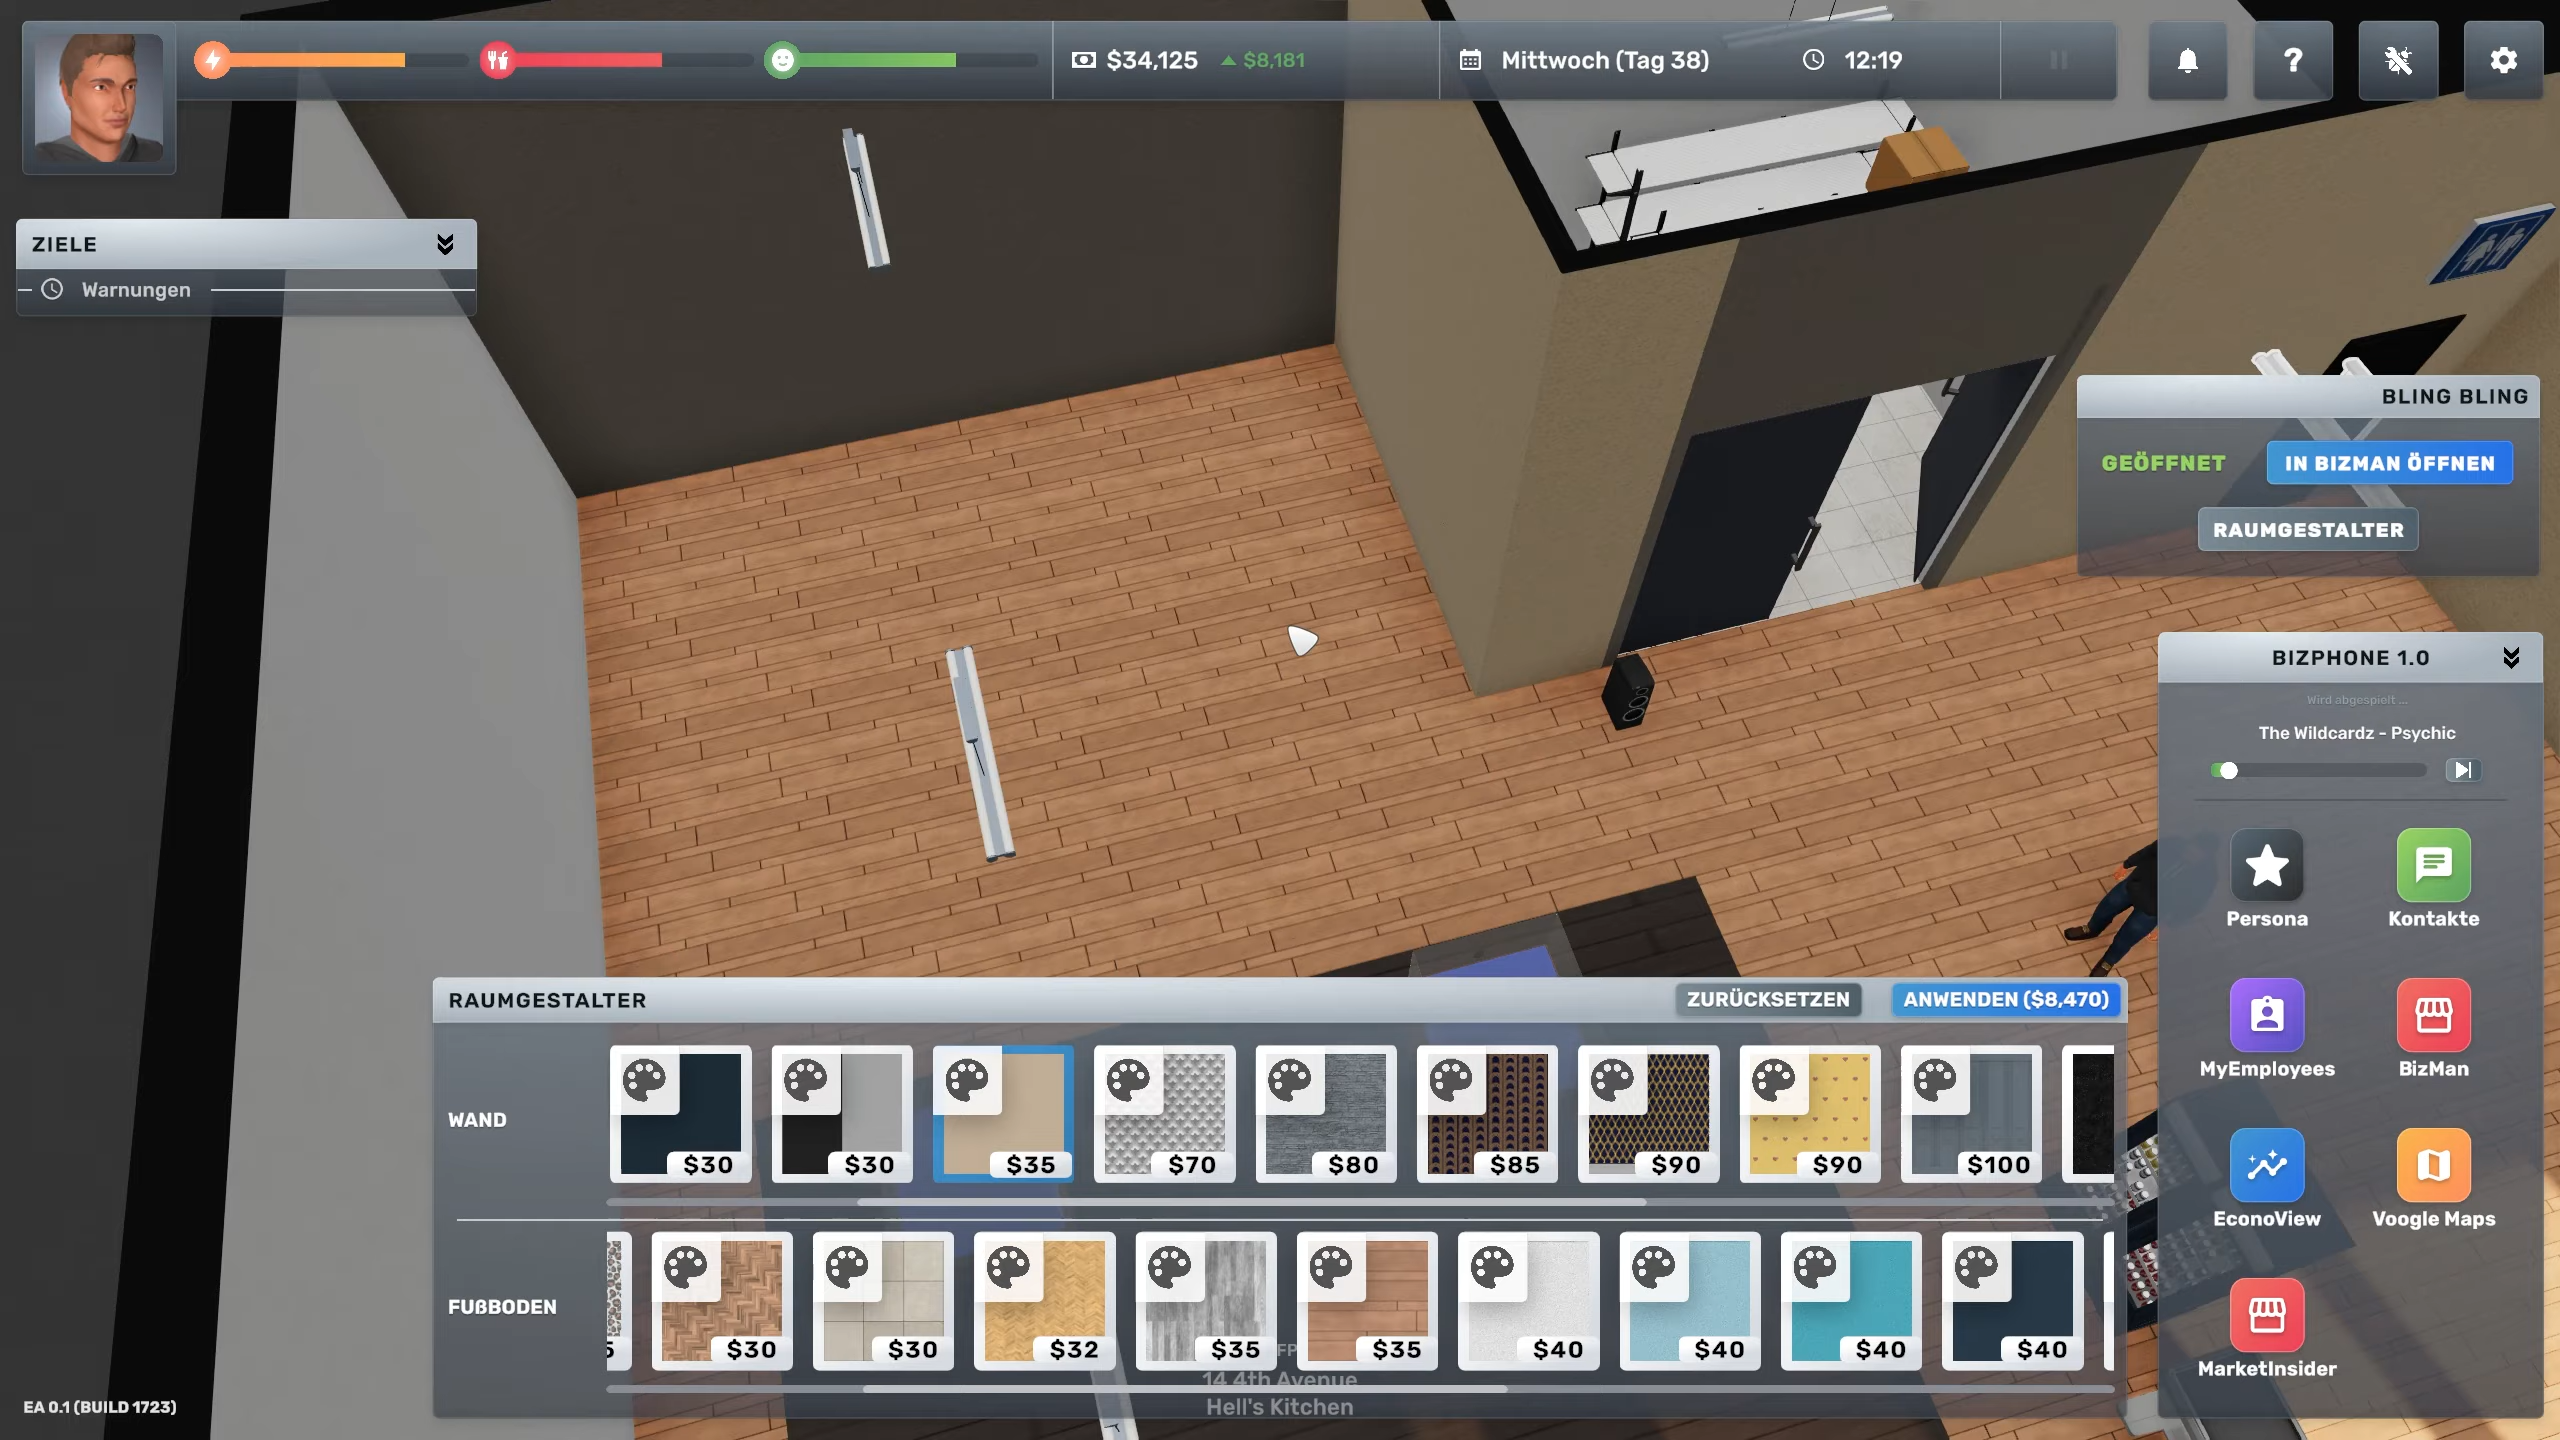 $34,125 $8,181 Mittwoch (Tag 38) 12:19
?
ZIELE
Warnungen
BLING BLING
GEÖFFNET IN BIZMAN ÖFFNEN
RAUMGESTALTER
BIZPHONE 1.0
Wird abgespielt ...
The Wildcardz - Psychic
Persona Kontakte
MyEmployees BizMan
EconoView Voogle Maps
MarketInsider
RAUMGESTALTER ZURÜCKSETZEN ANWENDEN ($8,470)
WAND
$30 $30 $35 $70 $80 $85 $90 $90 $100
FUßBODEN
5 $30 $30 $32 $35 $35 $40 $40 $40 $40
14 4th Avenue
Hell's Kitchen
EA 0.1 (BUILD 1723)